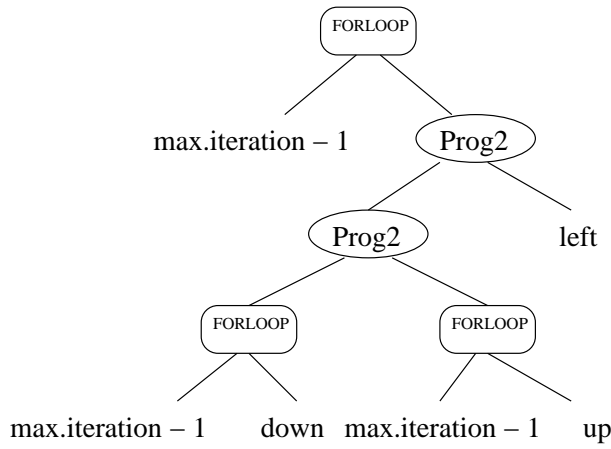 FORLOOP
max.iteration − 1
Prog2
Prog2
left
FORLOOP
FORLOOP
max.iteration − 1
down
max.iteration − 1
up